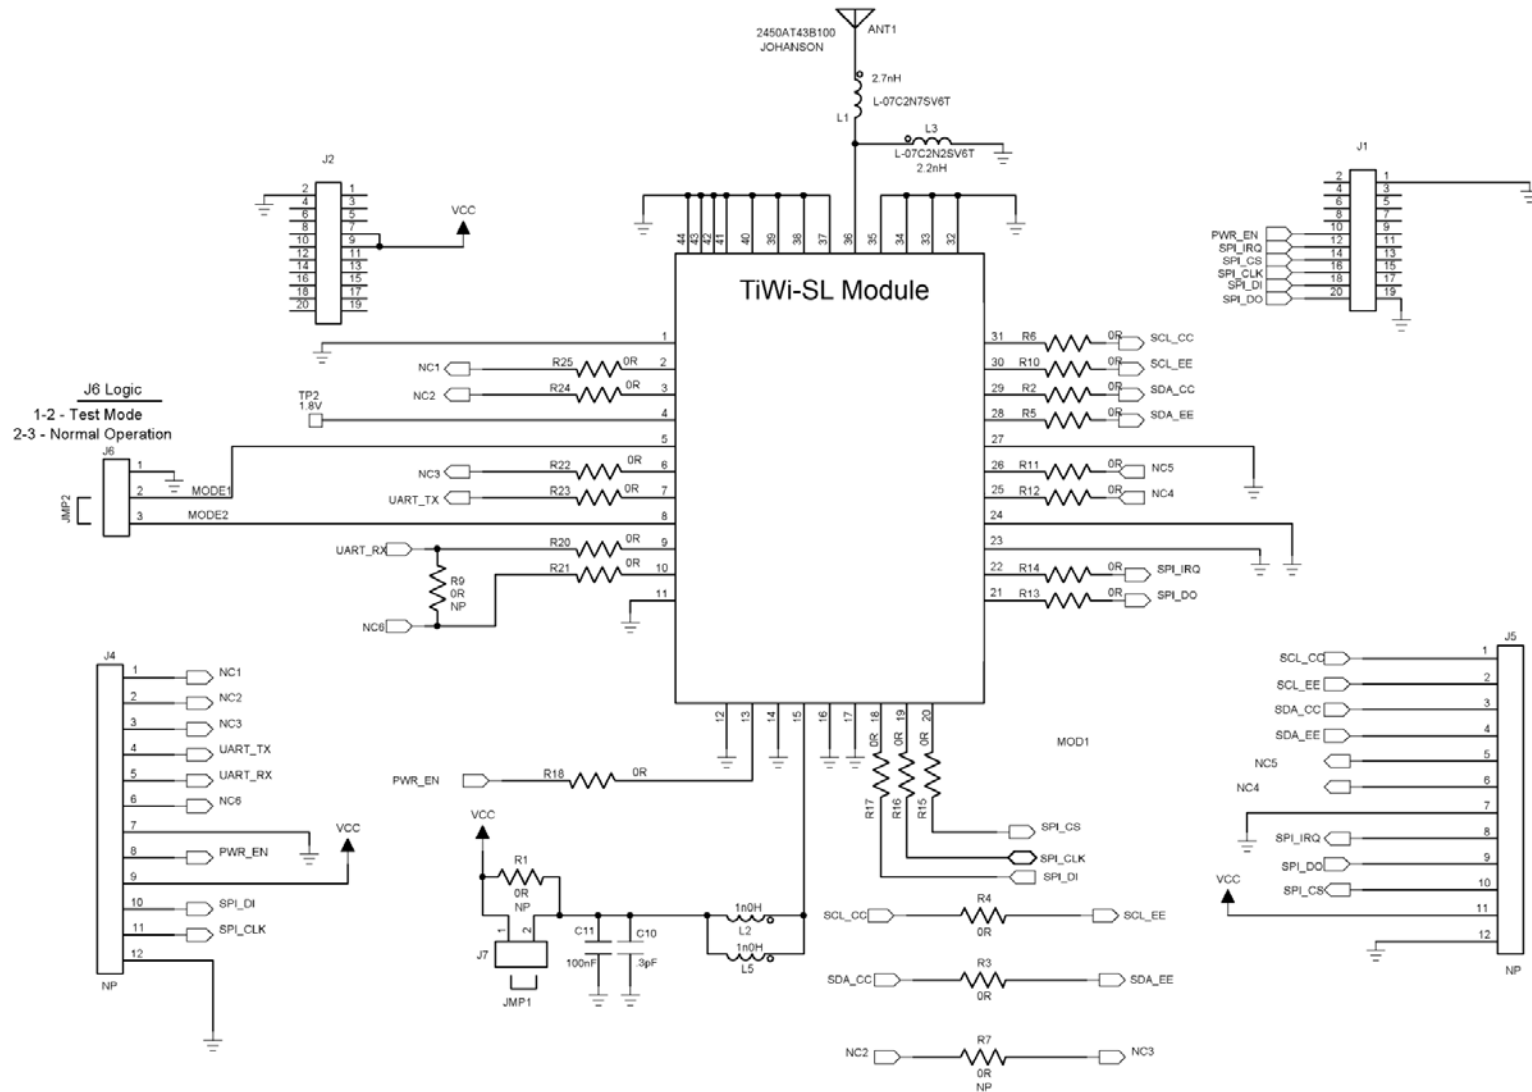 2450AT43B100
JOHANSON
ANT1
2.7nH
L-07C2N7SV6T
L1
L3
L-07C2N2SV6T
2.2nH
J2
2 1
4 3
6 5
8 7
10 9
12 11
14 13
16 15
18 17
20 19
VCC
J1
2 1
4 3
6 5
8 7
PWR_EN 10 9
SPI_IRQ 12 11
SPI_CS 14 13
SPI_CLK 16 15
SPI_DI 18 17
SPI_DO 20 19
44 43 42 41 40 39 38 37 36 35 34 33 32
TiWi-SL Module
1
NC1 R25 0R 2
NC2 R24 0R 3
TP2
1.8V
4
5
NC3 R22 0R 6
UART_TX R23 0R 7
8
UART_RX R20 0R 9
R21 0R 10
R9
0R
NP
NC6
11
J6 Logic
1-2 - Test Mode
2-3 - Normal Operation
J6
1
2 MODE1
3 MODE2
JMP2
31 R6 0R SCL_CC
30 R10 0R SCL_EE
29 R2 0R SDA_CC
28 R5 0R SDA_EE
27
26 R11 0R NC5
25 R12 0R NC4
24
23
22 R14 0R SPI_IRQ
21 R13 0R SPI_DO
12 13 14 15 16 17 18 19 20
0R 0R 0R
R17 R16 R15
MOD1
SPI_CS
SPI_CLK
SPI_DI
PWR_EN R18 0R
J4
1 NC1
2 NC2
3 NC3
4 UART_TX
5 UART_RX
6 NC6
7
8 PWR_EN
9
VCC
10 SPI_DI
11 SPI_CLK
12
NP
VCC
R1
0R
NP
1 2
J7
JMP1
C11
100nF
C10
.3pF
1n0H
L2
1n0H
L5
SCL_CC R4 SCL_EE
0R
SDA_CC R3 SDA_EE
0R
NC2 R7 NC3
0R
NP
J5
SCL_CC 1
SCL_EE 2
SDA_CC 3
SDA_EE 4
NC5 5
NC4 6
7
SPI_IRQ 8
SPI_DO 9
SPI_CS 10
VCC
11
12
NP